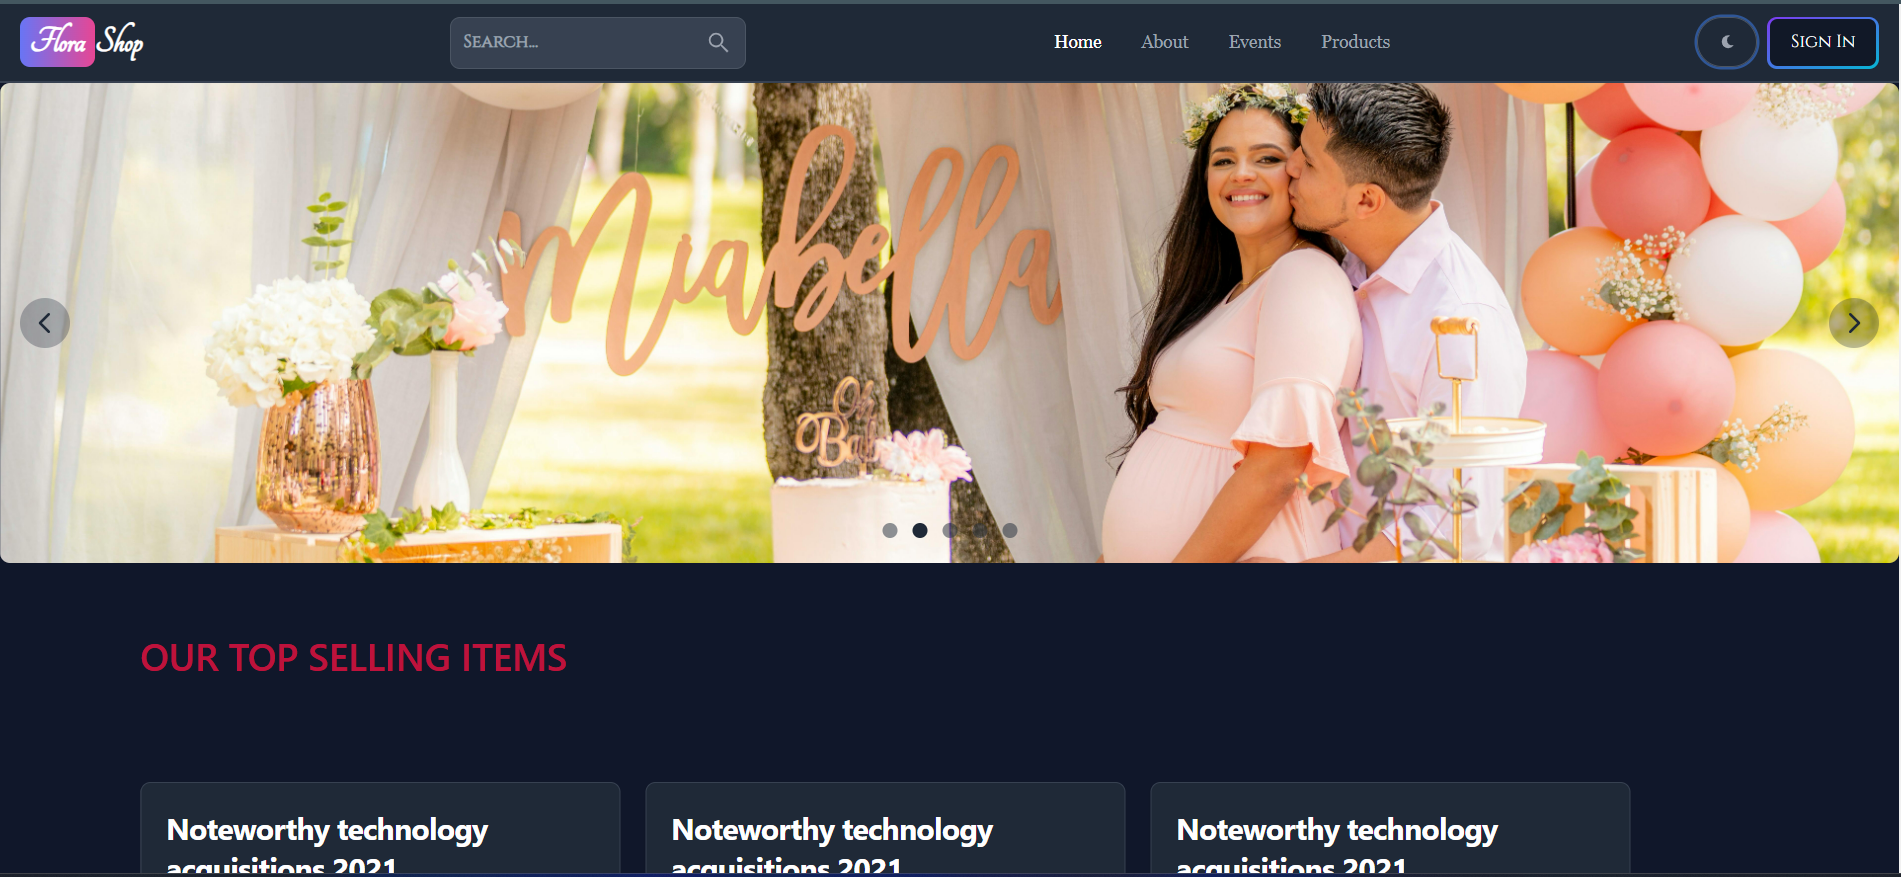 Flora Shop
Search...
Home
About
Events
Products
Sign In
Miabella
Oh
Baby
OUR TOP SELLING ITEMS
Noteworthy technology
acquisitions 2021
Noteworthy technology
acquisitions 2021
Noteworthy technology
acquisitions 2021